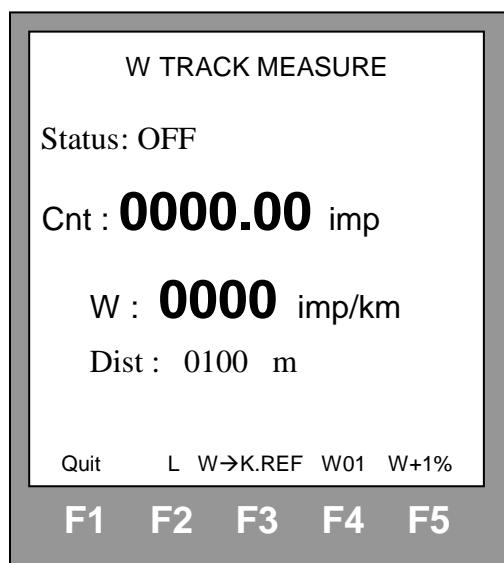 W TRACK MEASURE
Status: OFF
Cnt : 0000.00 imp
W : 0000 imp/km
Dist : 0100 m
Quit L W→K.REF W01 W+1%
F1 F2 F3 F4 F5